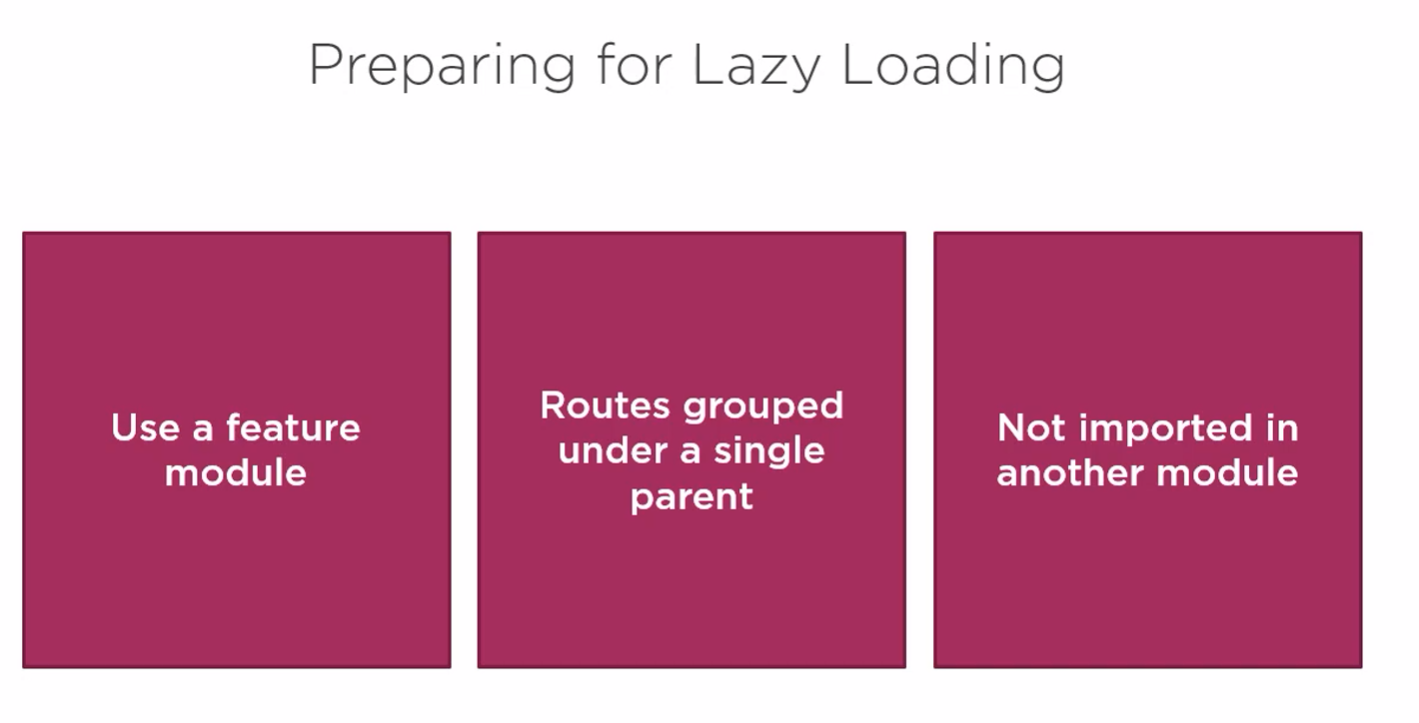 Preparing for Lazy Loading
Use a feature
module
Routes grouped
under a single
parent
Not imported in
another module